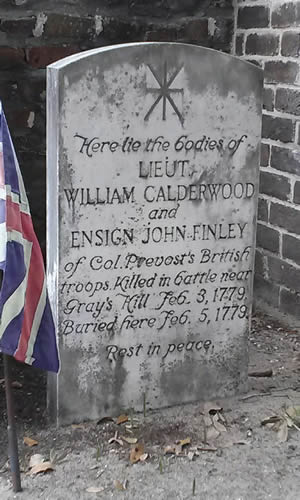 Here lie the bodies of
LIEUT.
WILLIAM CALDERWOOD
and
ENSIGN JOHN FINLEY
of Col. Prevost's British
troops. Killed in battle near
Gray's Hill Feb. 3, 1779.
Buried here Feb. 5, 1779.
Rest in peace.